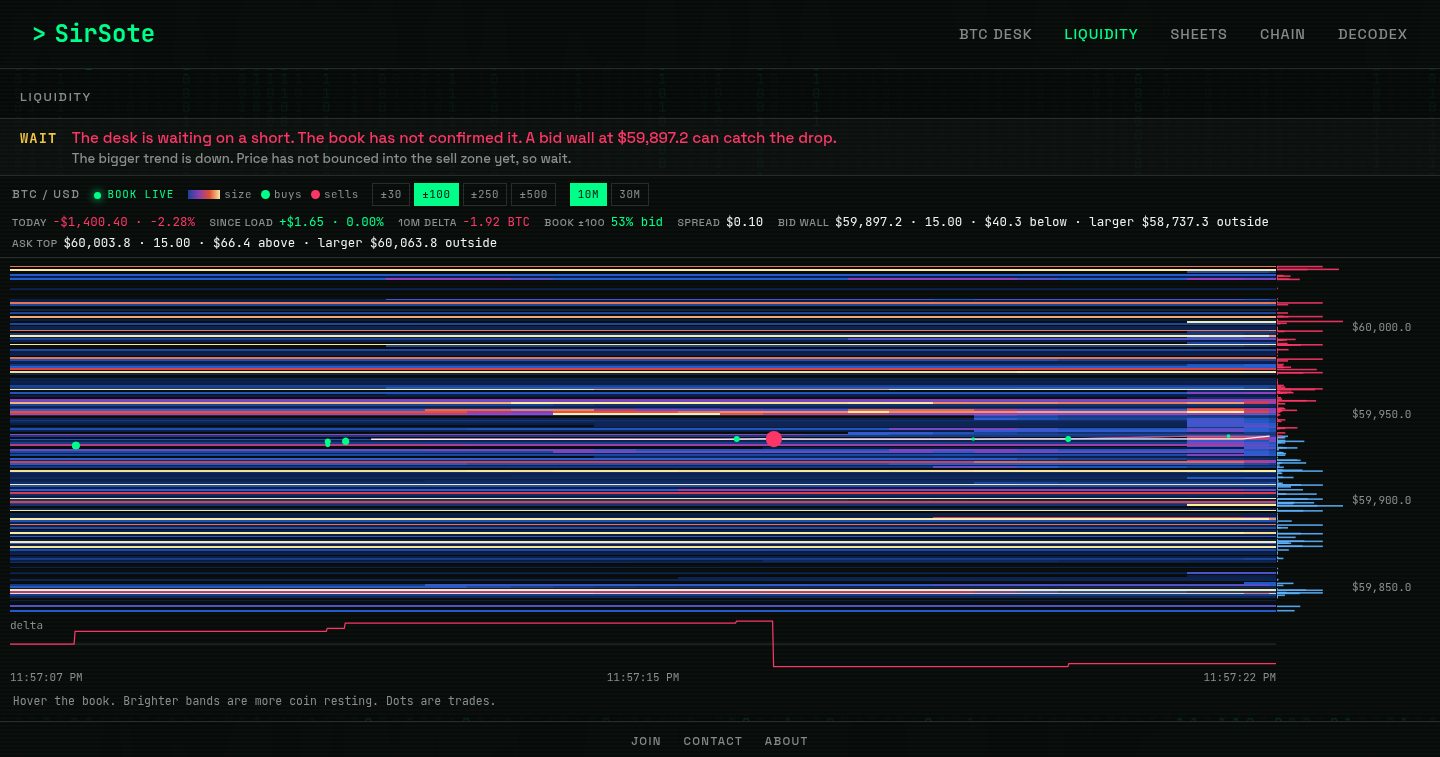 > SirSote
BTC DESK LIQUIDITY SHEETS CHAIN DECODEX
LIQUIDITY
WAIT The desk is waiting on a short. The book has not confirmed it. A bid wall at $59,897.2 can catch the drop.
The bigger trend is down. Price has not bounced into the sell zone yet, so wait.
BTC / USD BOOK LIVE size buys sells ±30 ±100 ±250 ±500 10M 30M
TODAY -$1,400.40 · -2.28% SINCE LOAD +$1.65 · 0.00% 10M DELTA -1.92 BTC BOOK ±100 53% bid SPREAD $0.10 BID WALL $59,897.2 · 15.00 · $40.3 below · larger $58,737.3 outside
ASK TOP $60,003.8 · 15.00 · $66.4 above · larger $60,063.8 outside
$60,000.0
$59,950.0
$59,900.0
$59,850.0
delta
11:57:07 PM 11:57:15 PM 11:57:22 PM
Hover the book. Brighter bands are more coin resting. Dots are trades.
JOIN CONTACT ABOUT